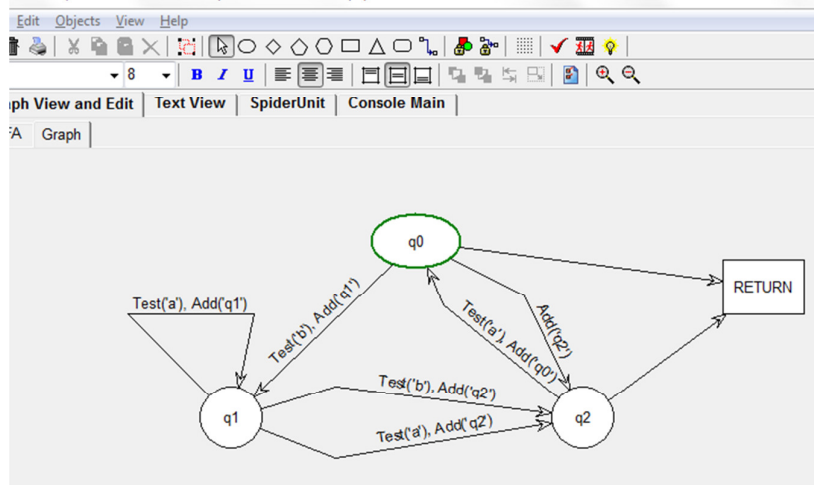 Edit Objects View Help
8 B I U
ph View and Edit Text View SpiderUnit Console Main
FA Graph
q0
RETURN
Test('a'), Add('q1')
Test('b'), Add('q1')
Add('q2')
Test('a'), Add('q0')
Test('b'), Add('q2')
q1
q2
Test('a'), Add('q2')